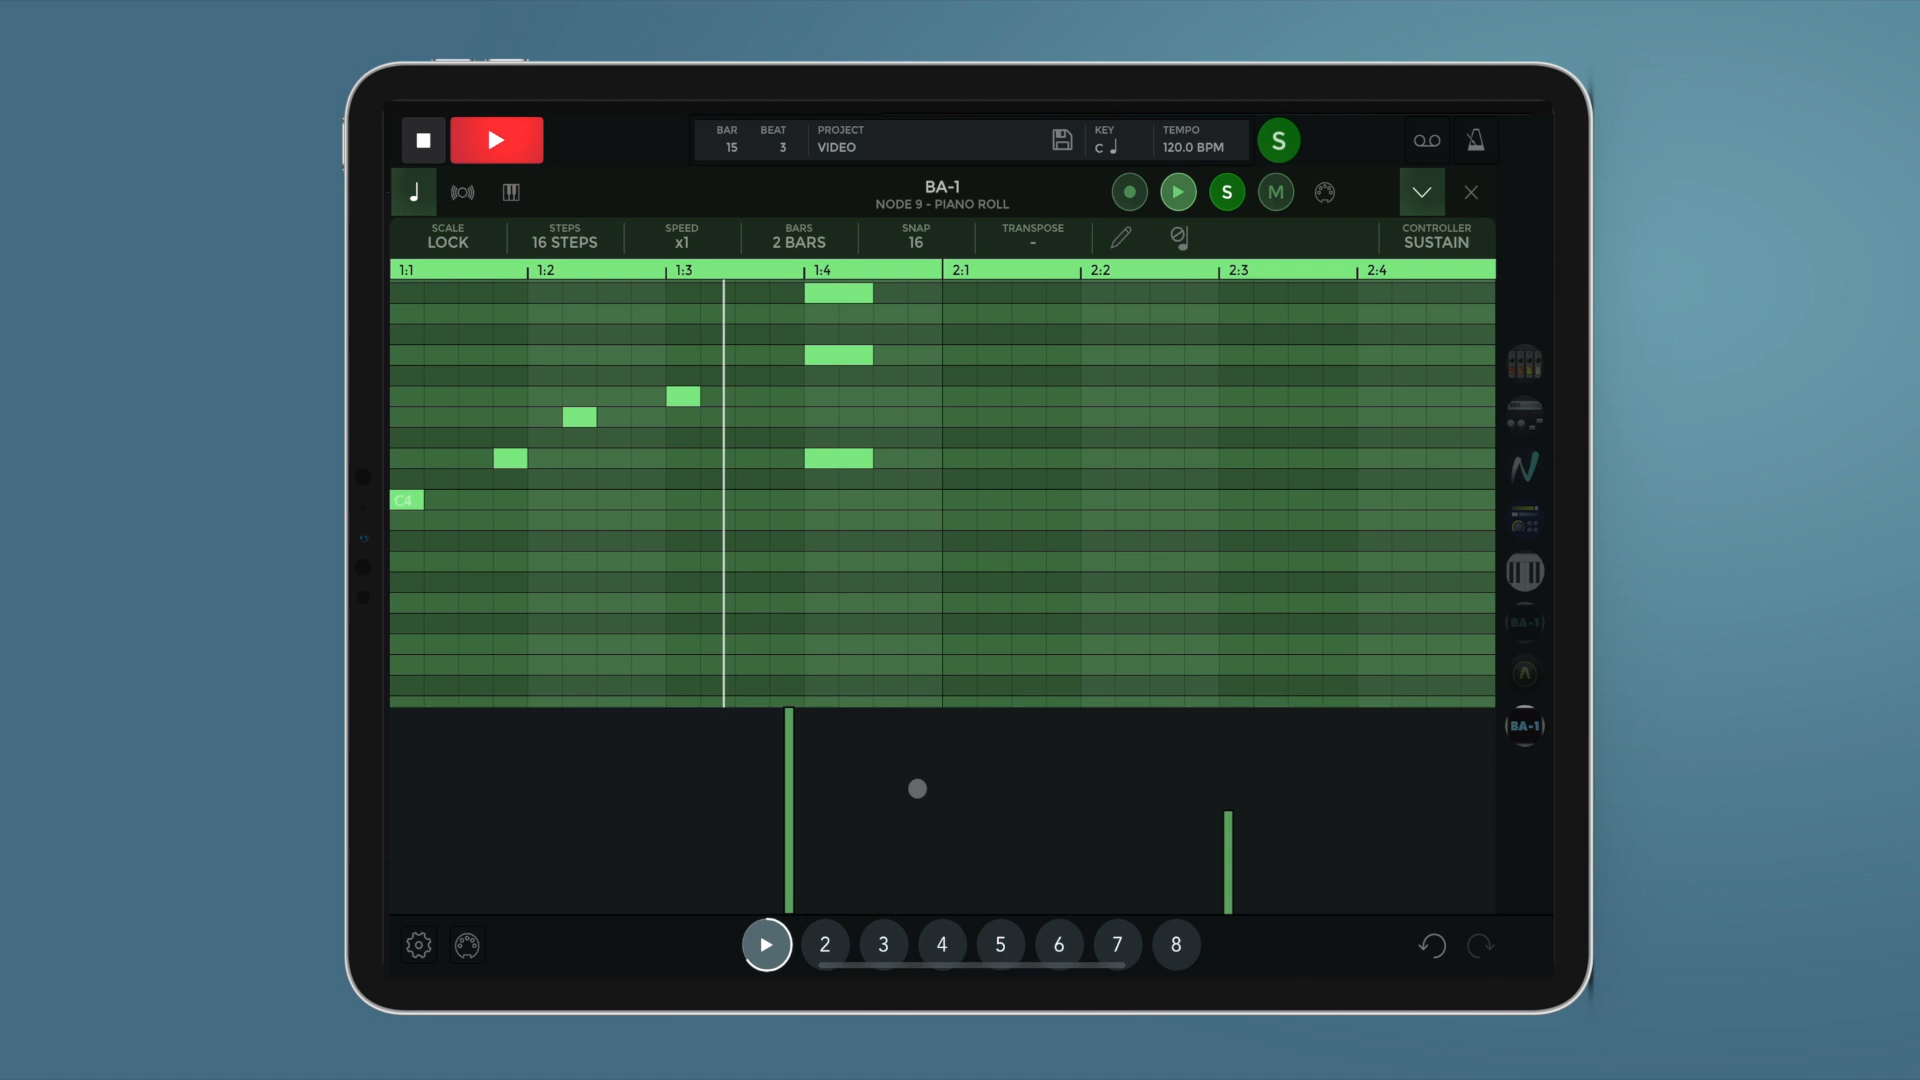 BAR BEAT PROJECT KEY TEMPO
15 3 VIDEO C 120.0 BPM S
BA-1
NODE 9 - PIANO ROLL
S M
SCALE STEPS SPEED BARS SNAP TRANSPOSE CONTROLLER
LOCK 16 STEPS x1 2 BARS 16 - SUSTAIN
1:1 1:2 1:3 1:4 2:1 2:2 2:3 2:4
C4
BA-1
BA-1
2 3 4 5 6 7 8